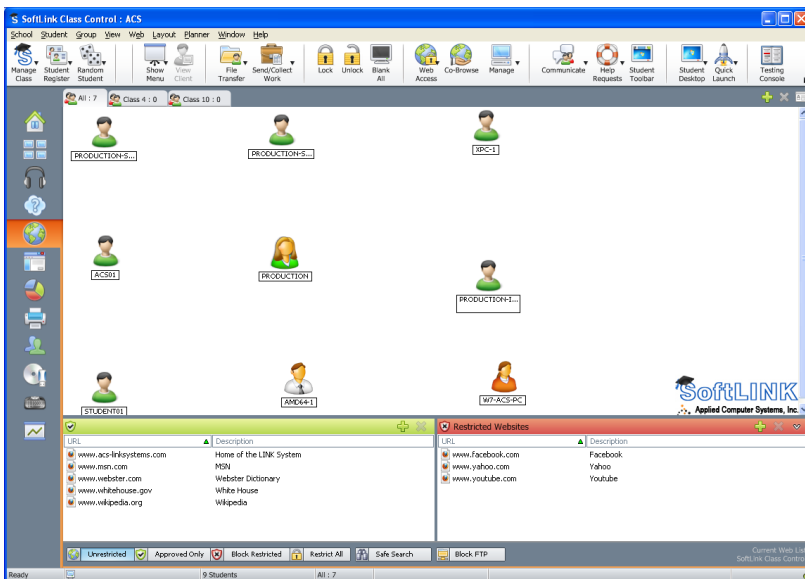 SoftLink Class Control : ACS
School Student Group View Web Layout Planner Window Help
Manage Class
Student Register
Random Student
Show Menu
View Client
File Transfer
Send/Collect Work
Lock
Unlock
Blank All
Web Access
Co-Browse
Manage
Communicate
Help Requests
Student Toolbar
Student Desktop
Quick Launch
Testing Console
All : 7
Class 4 : 0
Class 10 : 0
PRODUCTION-S...
PRODUCTION-S...
XPC-1
ACS01
PRODUCTION
PRODUCTION-I...
STUDENT01
AMD64-1
W7-ACS-PC
SoftLINK
Applied Computer Systems, Inc.
URL Description
www.acs-linksystems.com Home of the LINK System
www.msn.com MSN
www.webster.com Webster Dictionary
www.whitehouse.gov White House
www.wikipedia.org Wikipedia
Restricted Websites
URL Description
www.facebook.com Facebook
www.yahoo.com Yahoo
www.youtube.com Youtube
Unrestricted Approved Only Block Restricted Restrict All Safe Search Block FTP
Current Web Lis
SoftLink Class Contro
Ready 9 Students All : 7